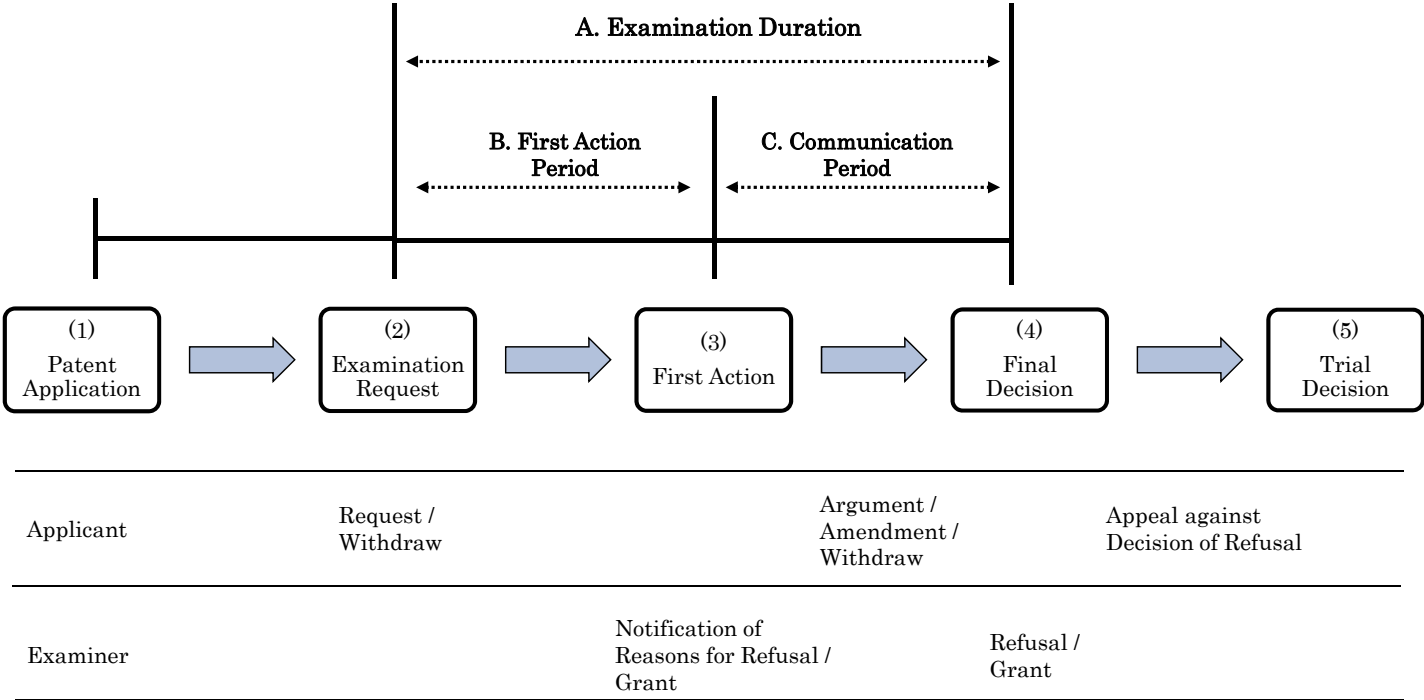 A. Examination Duration
B. First Action
Period
C. Communication
Period
(1)
Patent
Application
(2)
Examination
Request
(3)
First Action
(4)
Final
Decision
(5)
Trial
Decision
Applicant
Request /
Withdraw
Argument /
Amendment /
Withdraw
Appeal against
Decision of Refusal
Examiner
Notification of
Reasons for Refusal /
Grant
Refusal /
Grant